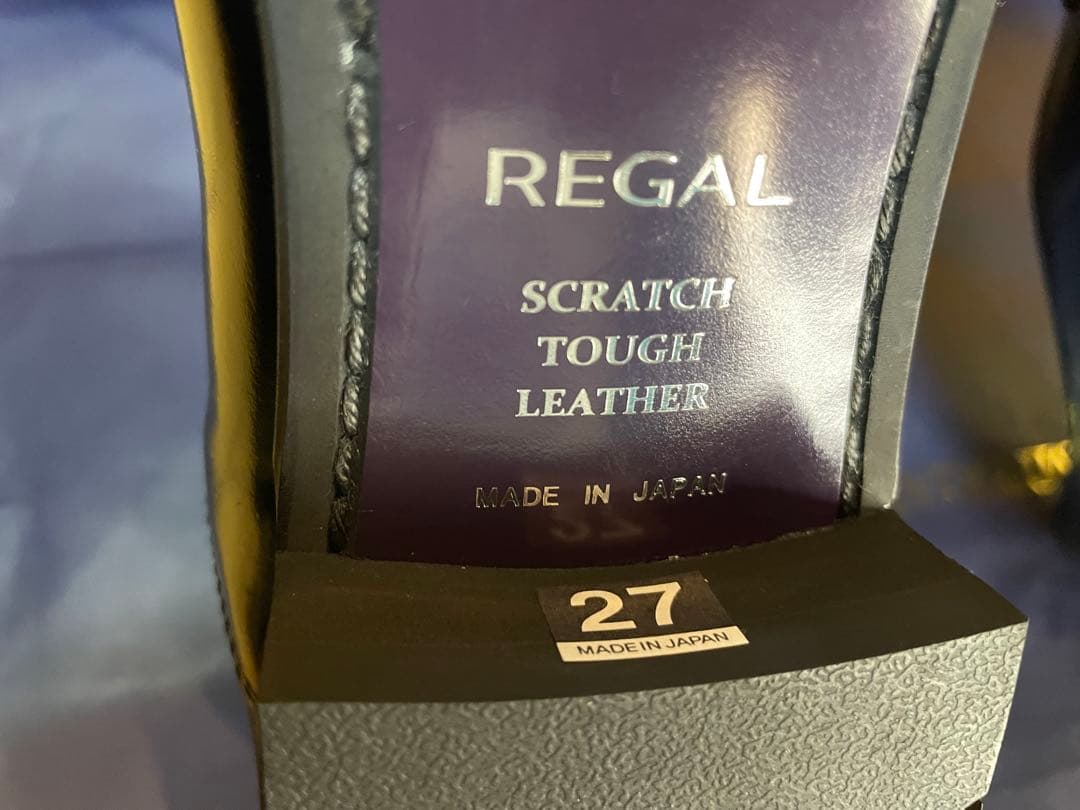 REGAL
SCRATCH
TOUGH
LEATHER
MADE IN JAPAN
27
MADE IN JAPAN